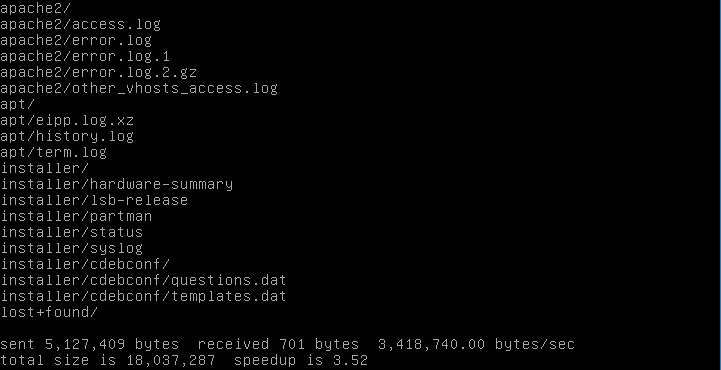 apache2/
apache2/access.log
apache2/error.log
apache2/error.log.1
apache2/error.log.2.gz
apache2/other_vhosts_access.log
apt/
apt/eipp.log.xz
apt/history.log
apt/term.log
installer/
installer/hardware-summary
installer/lsb-release
installer/partman
installer/status
installer/syslog
installer/cdebconf/
installer/cdebconf/questions.dat
installer/cdebconf/templates.dat
lost+found/

sent 5,127,409 bytes  received 701 bytes  3,418,740.00 bytes/sec
total size is 18,037,287  speedup is 3.52